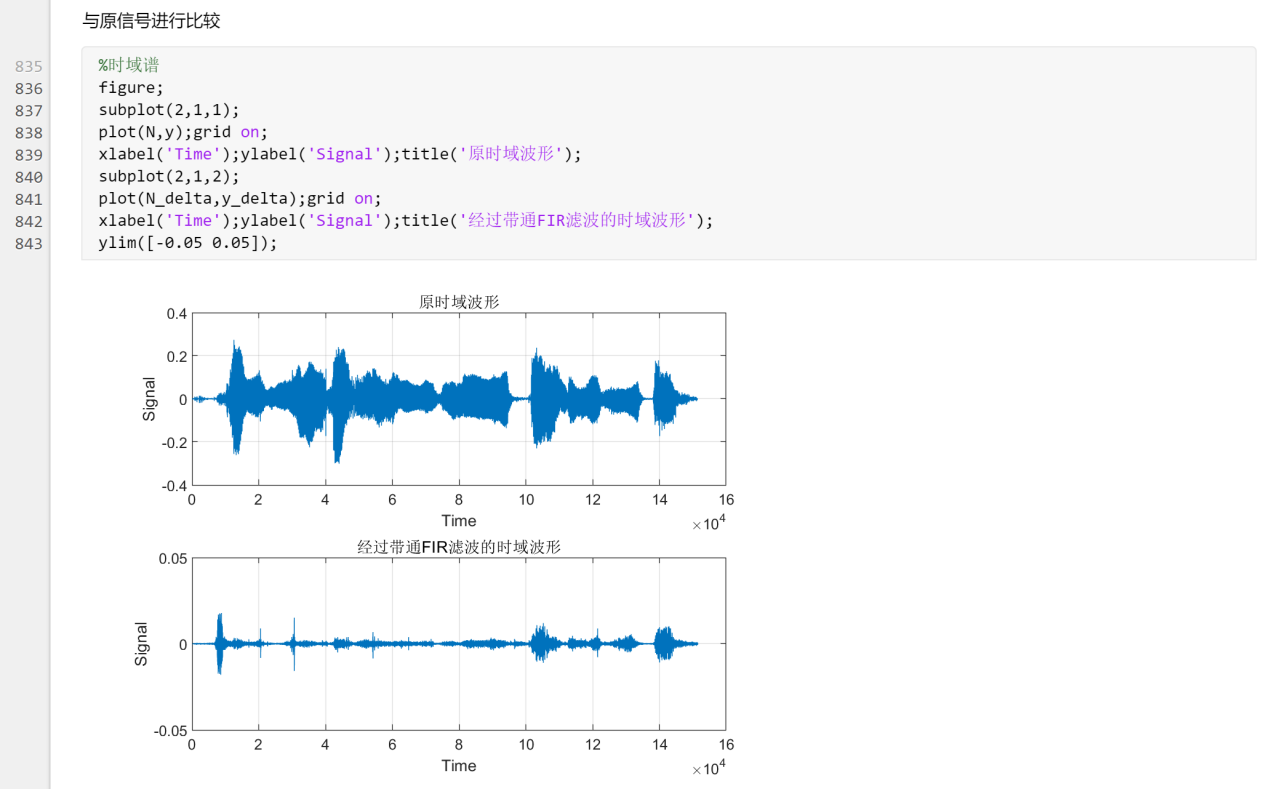 与原信号进行比较
835 %时域谱
836 figure;
837 subplot(2,1,1);
838 plot(N,y);grid on;
839 xlabel('Time');ylabel('Signal');title('原时域波形');
840 subplot(2,1,2);
841 plot(N_delta,y_delta);grid on;
842 xlabel('Time');ylabel('Signal');title('经过带通FIR滤波的时域波形');
843 ylim([-0.05 0.05]);
原时域波形
0.4
0.2
0
-0.2
-0.4
Signal
0 2 4 6 8 10 12 14 16
Time
×10⁴
经过带通FIR滤波的时域波形
0.05
0
-0.05
Signal
0 2 4 6 8 10 12 14 16
Time
×10⁴